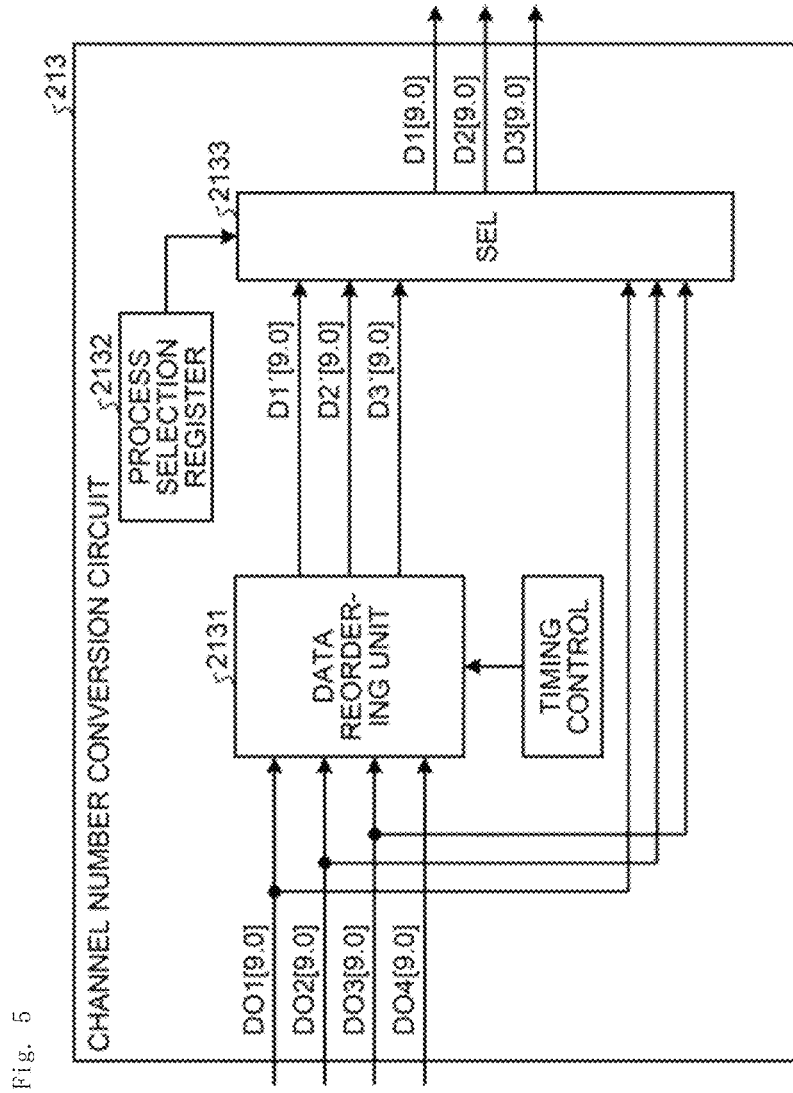 Fig. 5
CHANNEL NUMBER CONVERSION CIRCUIT
213
2132
PROCESS
SELECTION
REGISTER
2131
DATA
REORDER-
ING UNIT
2133
SEL
TIMING
CONTROL
DO1[9.0]
DO2[9.0]
DO3[9.0]
DO4[9.0]
D1'[9.0]
D2'[9.0]
D3'[9.0]
D1[9.0]
D2[9.0]
D3[9.0]